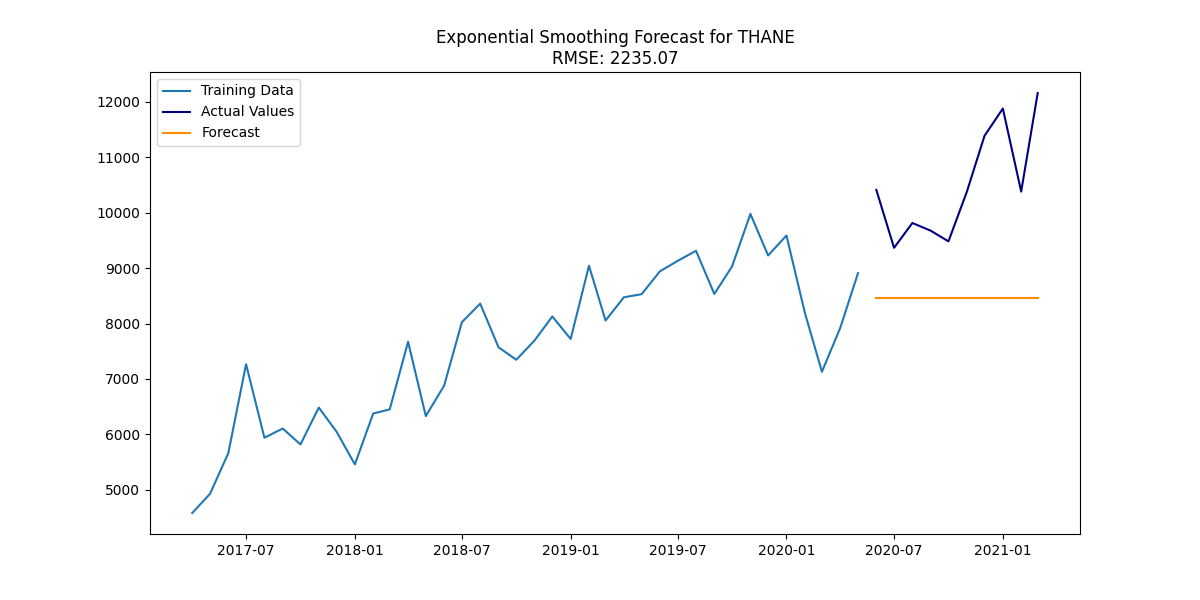 Exponential Smoothing Forecast for THANE
RMSE: 2235.07
Training Data
Actual Values
Forecast
12000
11000
10000
9000
8000
7000
6000
5000
2017-07 2018-01 2018-07 2019-01 2019-07 2020-01 2020-07 2021-01